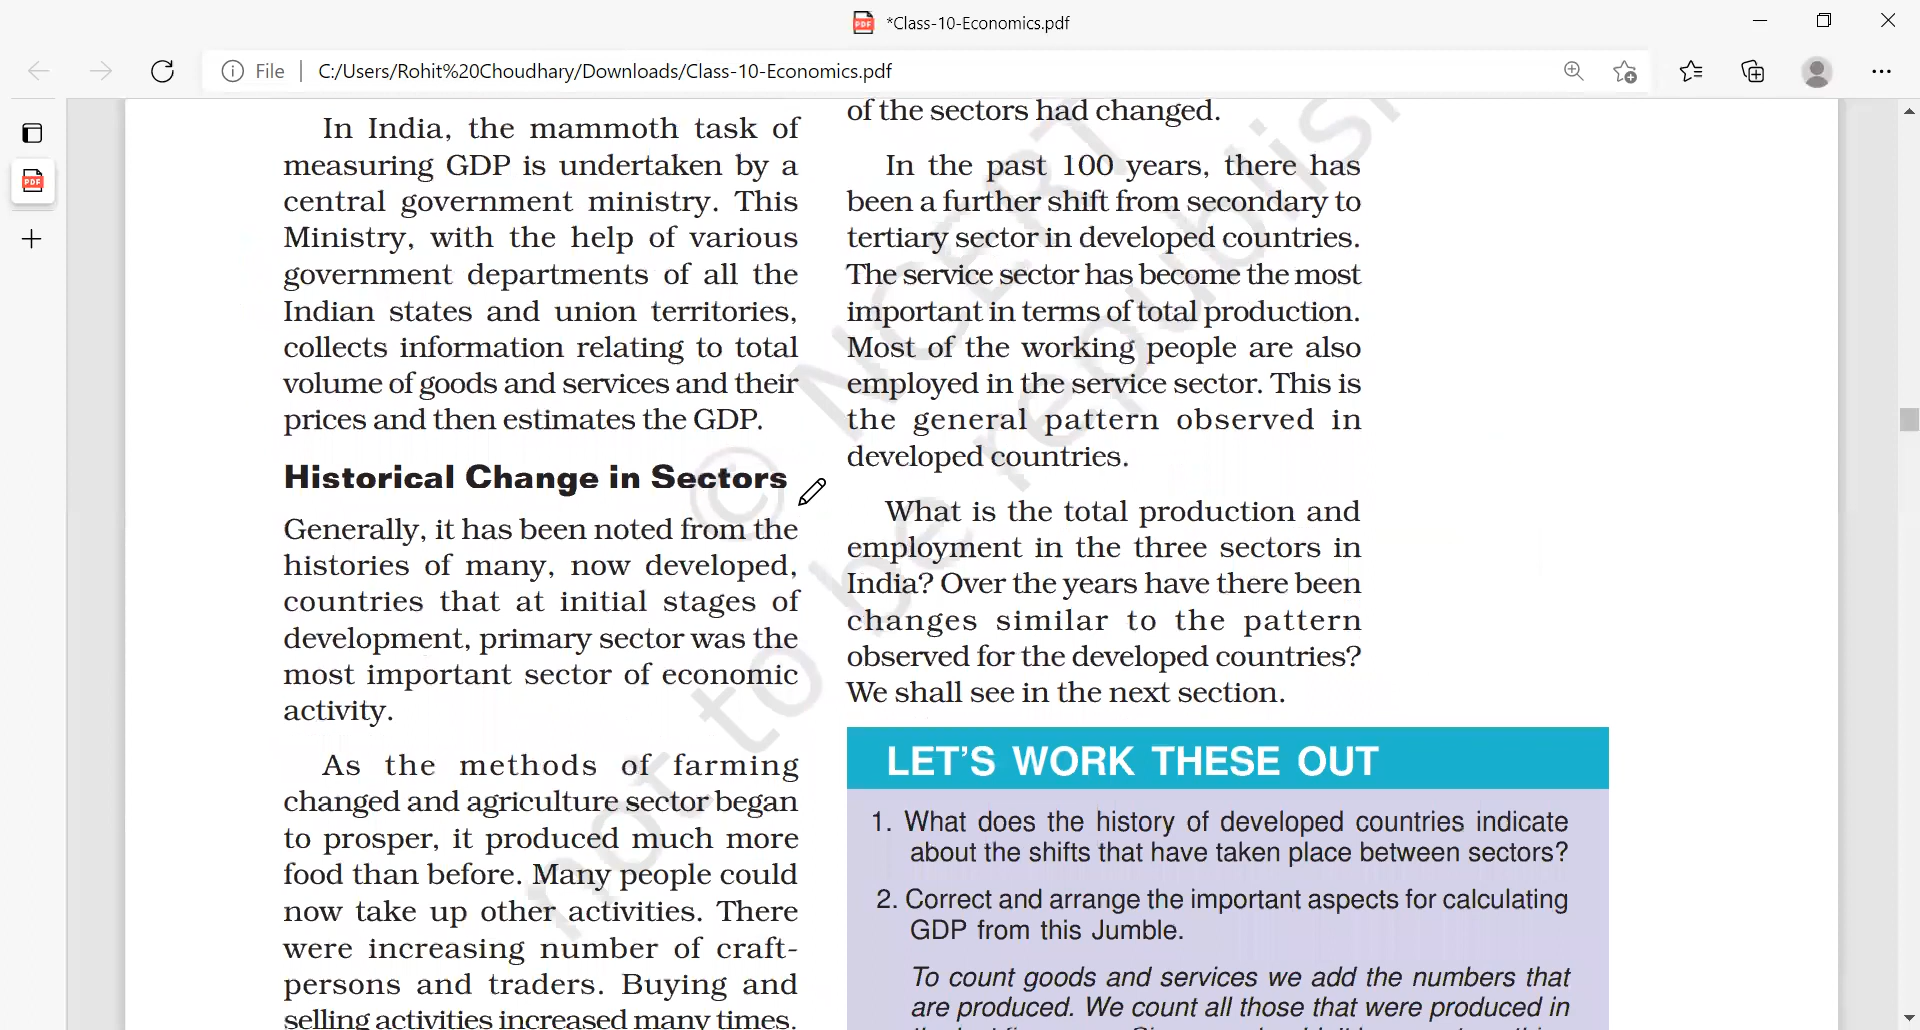 *Class-10-Economics.pdf
File | C:/Users/Rohit%20Choudhary/Downloads/Class-10-Economics.pdf
In India, the mammoth task of
measuring GDP is undertaken by a
central government ministry. This
Ministry, with the help of various
government departments of all the
Indian states and union territories,
collects information relating to total
volume of goods and services and their
prices and then estimates the GDP.
Historical Change in Sectors
Generally, it has been noted from the
histories of many, now developed,
countries that at initial stages of
development, primary sector was the
most important sector of economic
activity.
As the methods of farming
changed and agriculture sector began
to prosper, it produced much more
food than before. Many people could
now take up other activities. There
were increasing number of craft-
persons and traders. Buying and
selling activities increased many times.
of the sectors had changed.
In the past 100 years, there has
been a further shift from secondary to
tertiary sector in developed countries.
The service sector has become the most
important in terms of total production.
Most of the working people are also
employed in the service sector. This is
the general pattern observed in
developed countries.
What is the total production and
employment in the three sectors in
India? Over the years have there been
changes similar to the pattern
observed for the developed countries?
We shall see in the next section.
LET'S WORK THESE OUT
1. What does the history of developed countries indicate
about the shifts that have taken place between sectors?
2. Correct and arrange the important aspects for calculating
GDP from this Jumble.
To count goods and services we add the numbers that
are produced. We count all those that were produced in
© NCERT
not to be republish